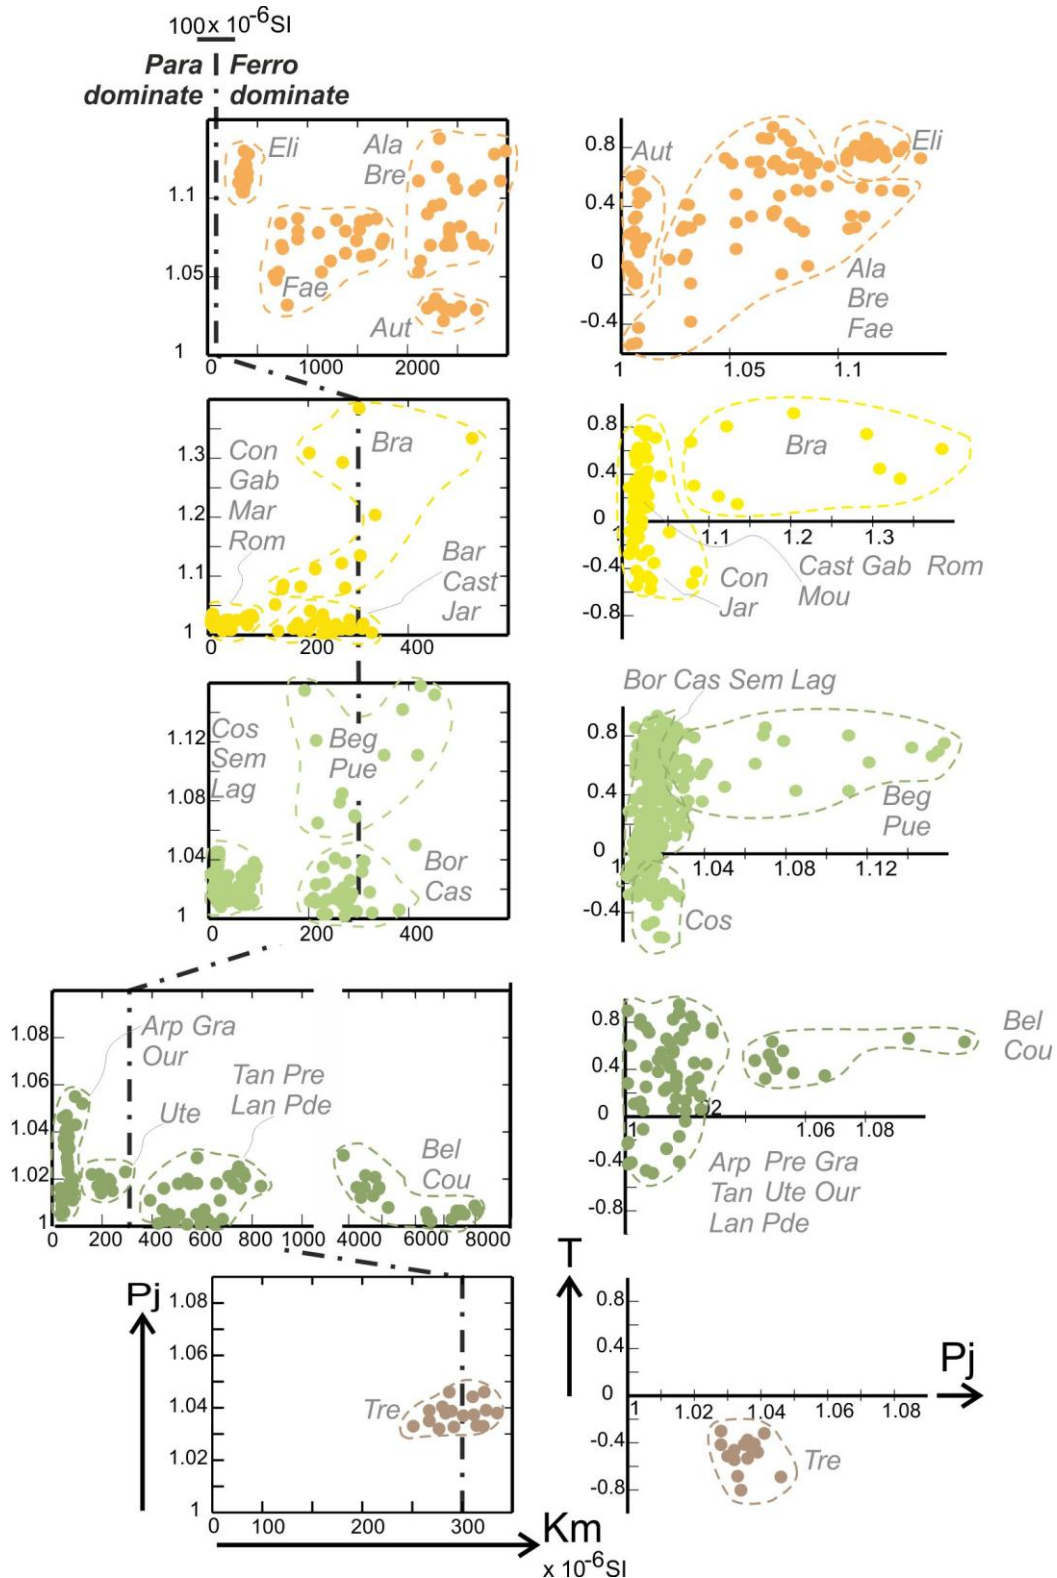 100x 10⁻⁶SI
Para Ferro
dominate dominate
Eli
Ala
Bre
Fae
Aut
1.1
1.05
1
0 1000 2000
Aut
Eli
Ala
Bre
Fae
0.8
0.4
0
-0.4
1 1.05 1.1
Con
Gab
Mar
Rom
Bra
Bar
Cast
Jar
1.3
1.2
1.1
1
0 200 400
Bra
Con
Jar
Cast Gab Rom
Mou
0.8
0.4
0
-0.4
-0.8
1.1 1.2 1.3
Cos
Sem
Lag
Beg
Pue
Bor
Cas
1.12
1.08
1.04
1
0 200 400
Bor Cas Sem Lag
Beg
Pue
Cos
0.8
0.4
0
-0.4
1 1.04 1.08 1.12
Arp Gra
Our
Ute
Tan Pre
Lan Pde
Bel
Cou
1.08
1.06
1.04
1.02
1
0 200 400 600 800 1000 4000 6000 8000
Bel
Cou
Arp Pre Gra
Tan Ute Our
Lan Pde
0.8
0.4
0
-0.4
-0.8
1 02 1.06 1.08
Pj
Tre
1.08
1.06
1.04
1.02
1
0 100 200 300
Km
x 10⁻⁶SI
T
Pj
Tre
0.8
0.4
0
-0.4
-0.8
1 1.02 1.04 1.06 1.08